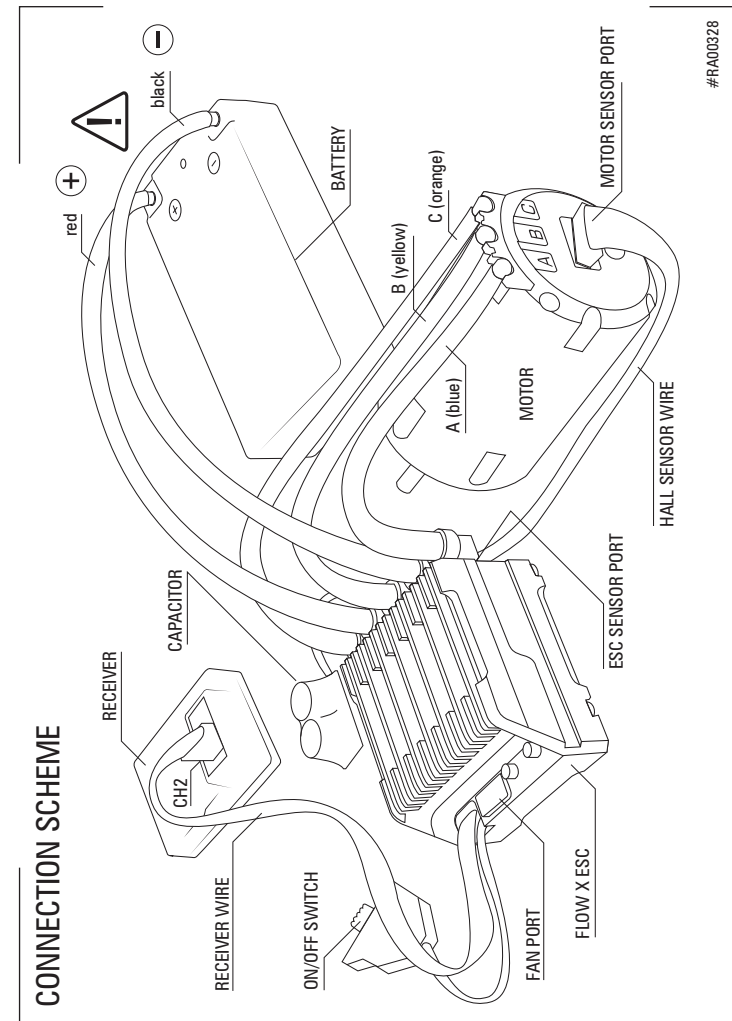 CONNECTION SCHEME
RECEIVER
CH2
RECEIVER WIRE
ON/OFF SWITCH
CAPACITOR
red
+
!
black
−
+
−
BATTERY
C (orange)
B (yellow)
A (blue)
A B C
MOTOR
MOTOR SENSOR PORT
HALL SENSOR WIRE
ESC SENSOR PORT
FAN PORT
FLOW X ESC
#RA00328